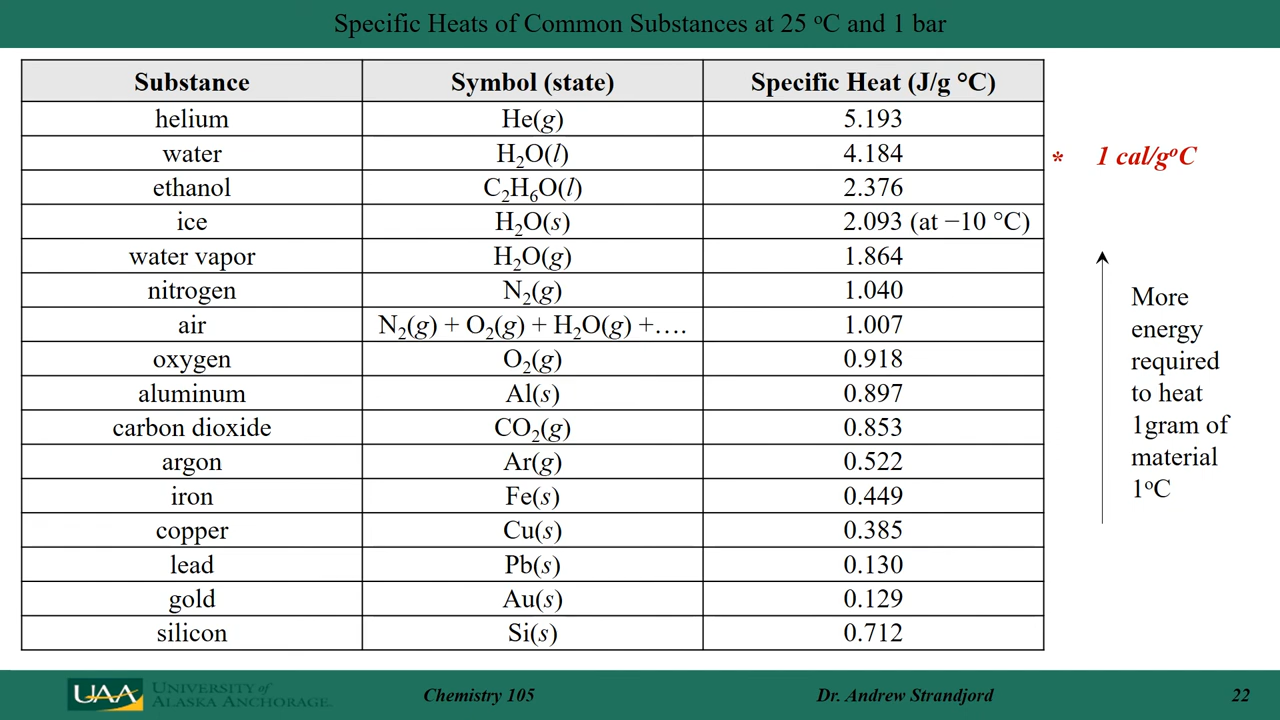 Specific Heats of Common Substances at 25 °C and 1 bar
Substance Symbol (state) Specific Heat (J/g °C)
helium He(g) 5.193
water H₂O(l) 4.184 * 1 cal/g°C
ethanol C₂H₆O(l) 2.376
ice H₂O(s) 2.093 (at −10 °C)
water vapor H₂O(g) 1.864
nitrogen N₂(g) 1.040
air N₂(g) + O₂(g) + H₂O(g) +…. 1.007
oxygen O₂(g) 0.918
aluminum Al(s) 0.897
carbon dioxide CO₂(g) 0.853
argon Ar(g) 0.522
iron Fe(s) 0.449
copper Cu(s) 0.385
lead Pb(s) 0.130
gold Au(s) 0.129
silicon Si(s) 0.712
More
energy
required
to heat
1gram of
material
1°C
UAA UNIVERSITY of
ALASKA ANCHORAGE.
Chemistry 105 Dr. Andrew Strandjord 22